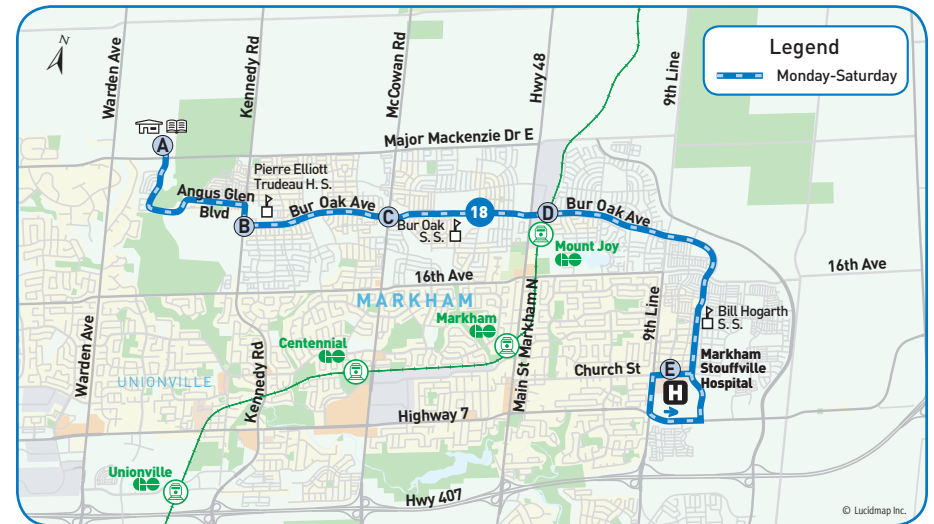 N
Warden Ave
Kennedy Rd
McCowan Rd
Hwy 48
9th Line
Legend
Monday-Saturday
A
Major Mackenzie Dr E
Pierre Elliott
Trudeau H. S.
Angus Glen
Blvd
B
Bur Oak Ave
C
Bur Oak
S. S.
18
D
Bur Oak Ave
Mount Joy
16th Ave
16th Ave
MARKHAM
Markham
Main St Markham N
9th Line
Bill Hogarth
S. S.
Centennial
Warden Ave
Kennedy Rd
UNIONVILLE
Church St
E
H
Markham
Stouffville
Hospital
Highway 7
Unionville
Hwy 407
© Lucidmap Inc.